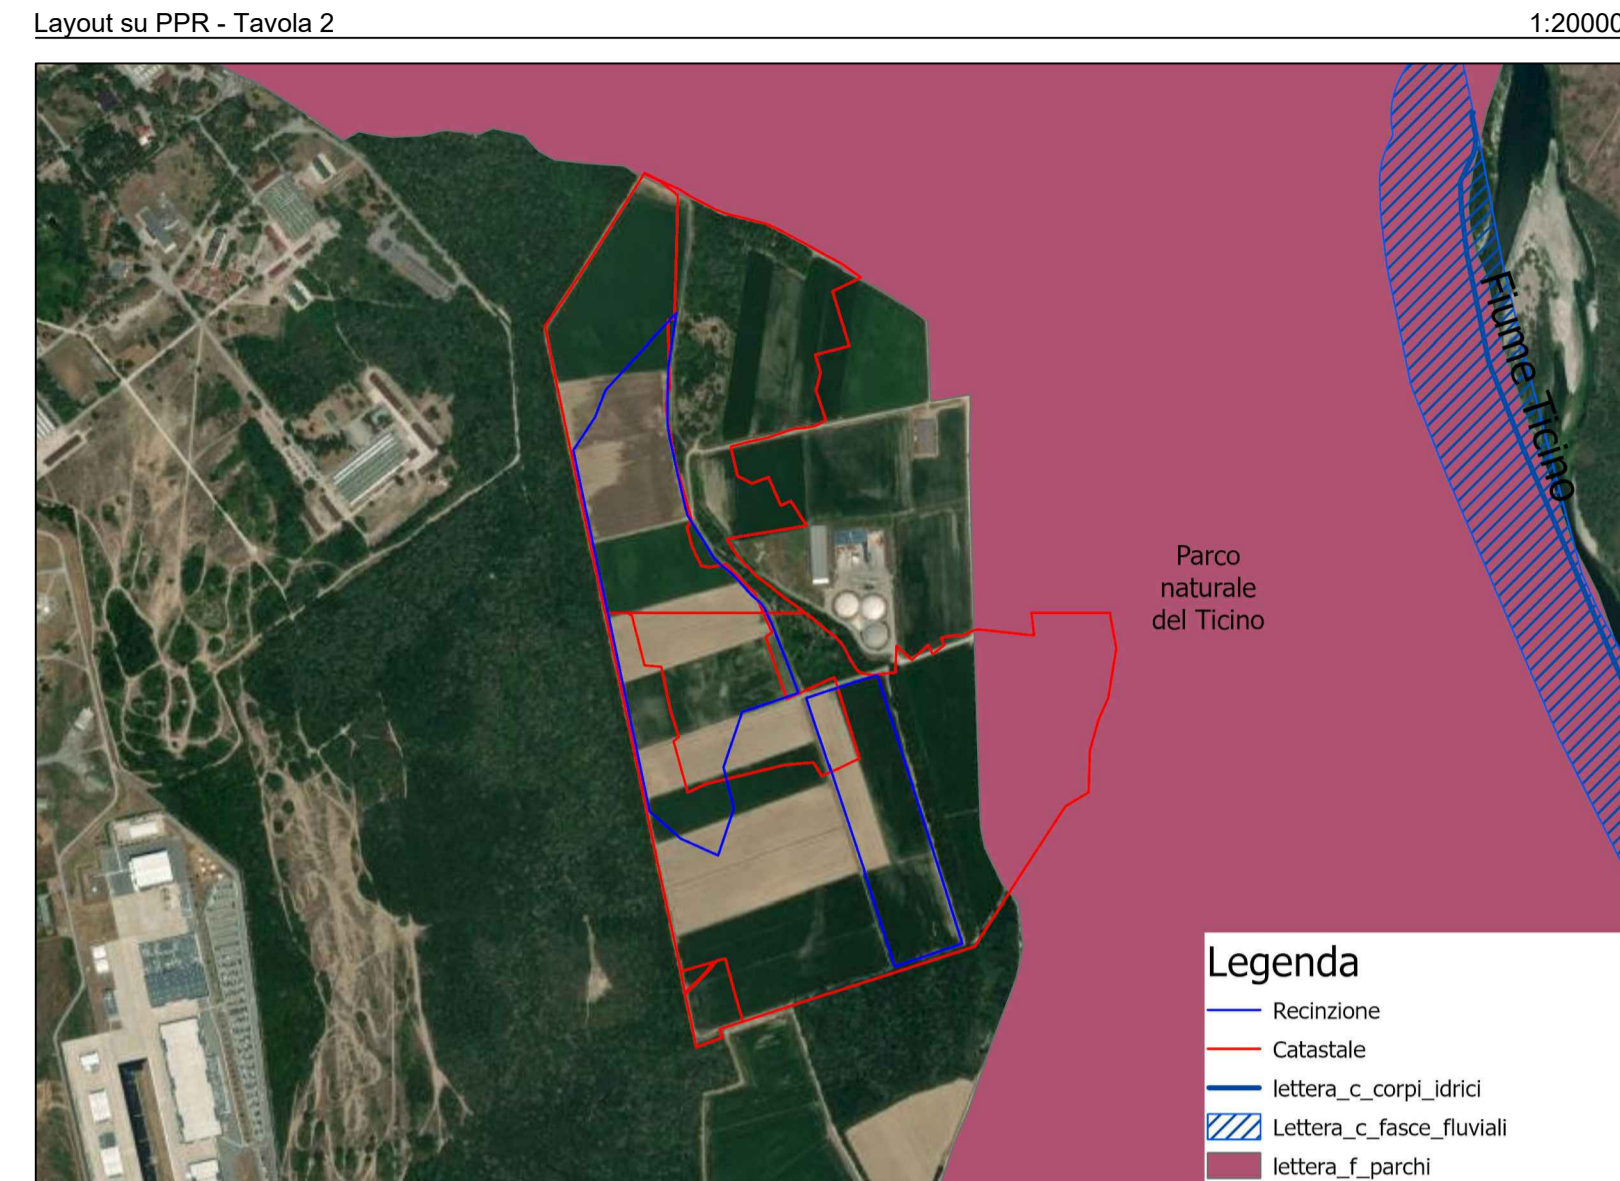 Layout su PPR - Tavola 2
1:20000
Fiume Ticino
Parco
naturale
del Ticino
Legenda
Recinzione
Catastale
lettera_c_corpi_idrici
Lettera_c_fasce_fluviali
lettera_f_parchi